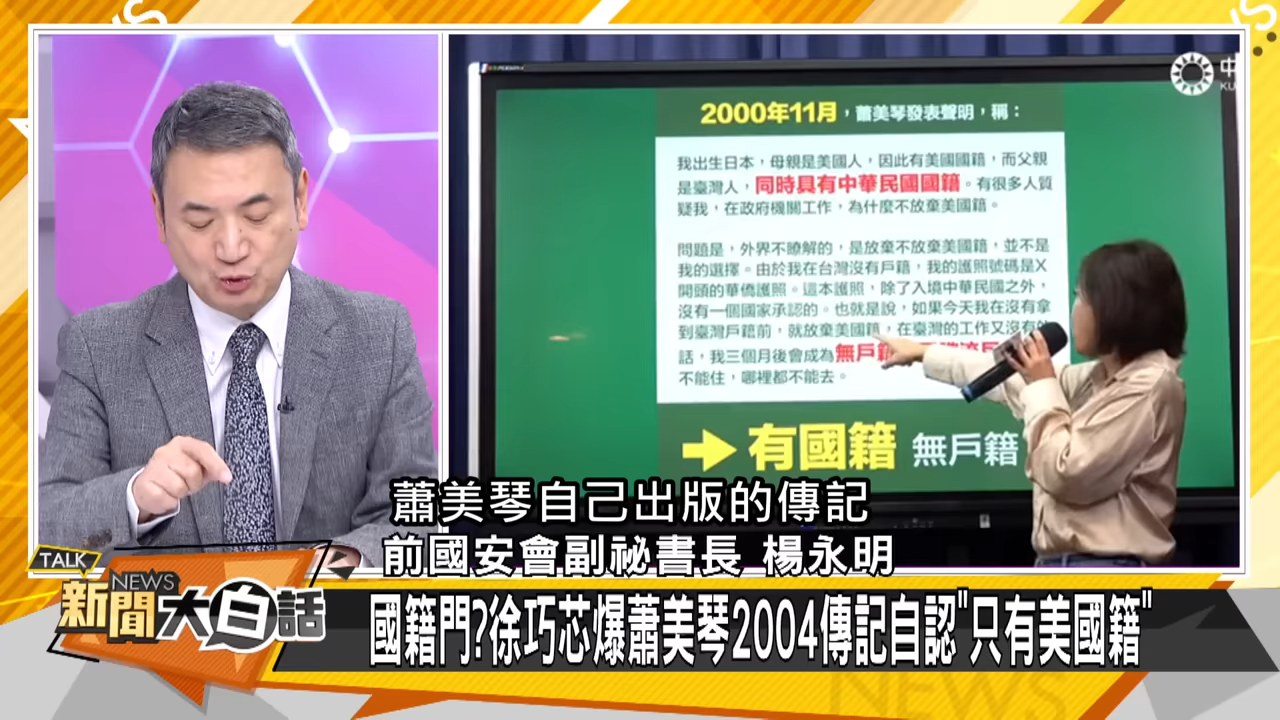 WS
WS
中
KU
2000年11月，蕭美琴發表聲明，稱：
我出生日本，母親是美國人，因此有美國國籍，而父親
是臺灣人，同時具有中華民國國籍。有很多人質
疑我，在政府機關工作，為什麼不放棄美國籍。
問題是，外界不瞭解的，是放棄不放棄美國籍，並不是
我的選擇。由於我在台灣沒有戶籍，我的護照號碼是X
開頭的華僑護照。這本護照，除了入境中華民國之外，
沒有一個國家承認的。也就是說，如果今天我在沒有拿
到臺灣戶籍前，就放棄美國籍，在臺灣的工作又沒有的
話，我三個月後會成為無戶籍
不能住，哪裡都不能去。
有國籍 無戶籍
蕭美琴自己出版的傳記
前國安會副祕書長 楊永明
TALK
NEWS
新聞大白話
國籍門?徐巧芯爆蕭美琴2004傳記自認"只有美國籍"
NEWS